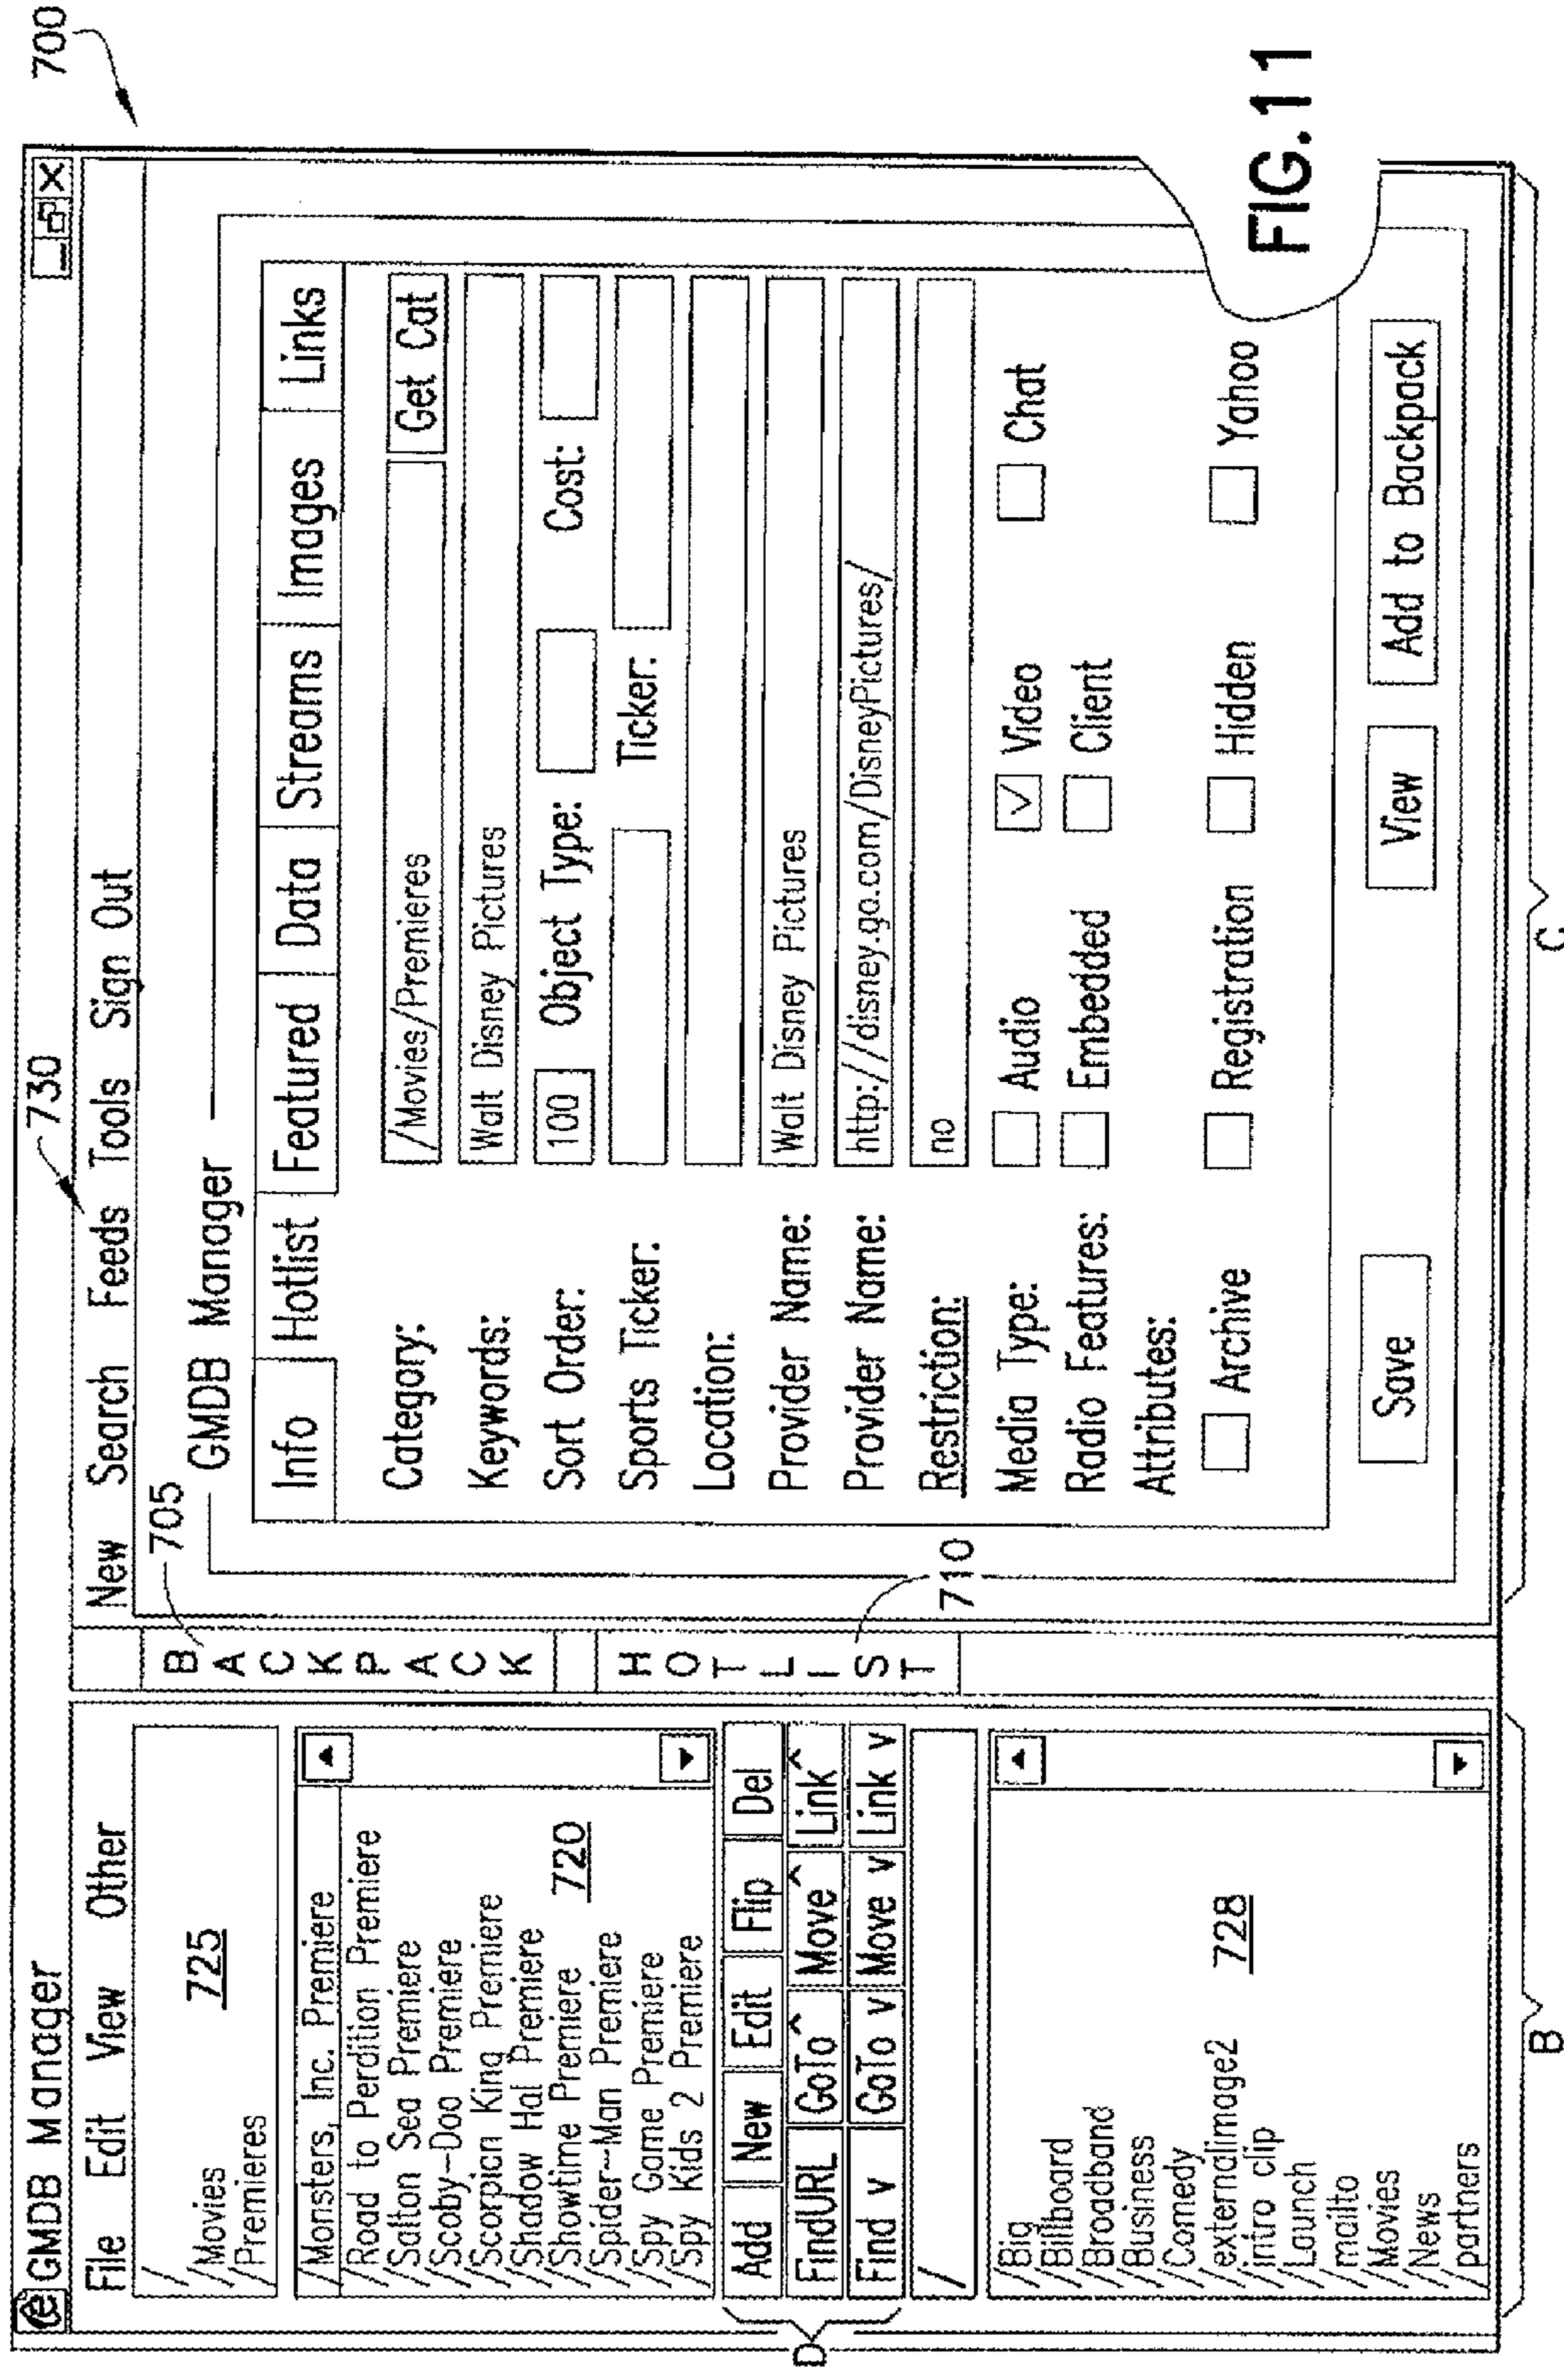 700
GMDB Manager
File Edit View Other
/
/Movies
/Premieres
725
/Monsters, Inc. Premiere
/Road to Perdition Premiere
/Salton Sea Premiere
/Scoby-Doo Premiere
/Scorpion King Premiere
/Shadow Hal Premiere
/Showtime Premiere
/Spider-Man Premiere
/Spy Game Premiere
/Spy Kids 2 Premiere
720
Add New Edit Flip Del
FindURL GoTo^ Move^ Link^
Find v GoTo v Move v Link v
D
/
/Big
/Billboard
/Broadband
/Business
/Comedy
/externalimage2
/intro clip
/Launch
/mailto
/Movies
/News
/partners
728
B
BACKPACK
705
HOTLIST
710
730
New Search Feeds Tools Sign Out
GMDB Manager
Info Hotlist Featured Data Streams Images Links
Category: /Movies/Premieres Get Cat
Keywords: Walt Disney Pictures
Sort Order: 100 Object Type: Cost:
Sports Ticker: Ticker:
Location:
Provider Name: Walt Disney Pictures
Provider Name: http://disney.go.com/DisneyPictures/
Restriction: no
Media Type: Audio Video Chat
Radio Features: Embedded Client
Attributes:
Archive Registration Hidden Yahoo
Save View Add to Backpack
C
FIG.11